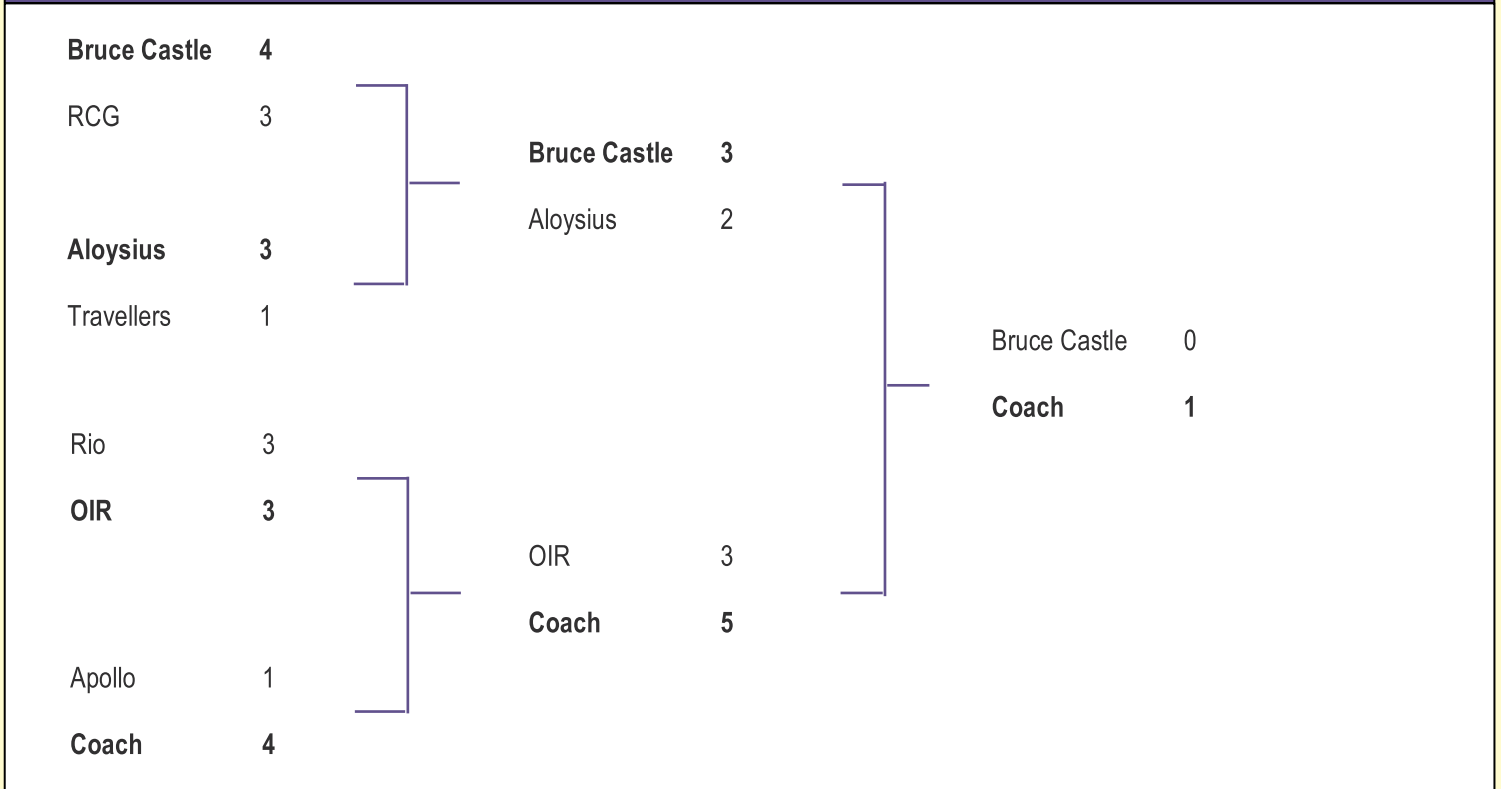 Bruce Castle 4
RCG 3
Aloysius 3
Travellers 1
Rio 3
OIR 3
Apollo 1
Coach 4
Bruce Castle 3
Aloysius 2
OIR 3
Coach 5
Bruce Castle 0
Coach 1